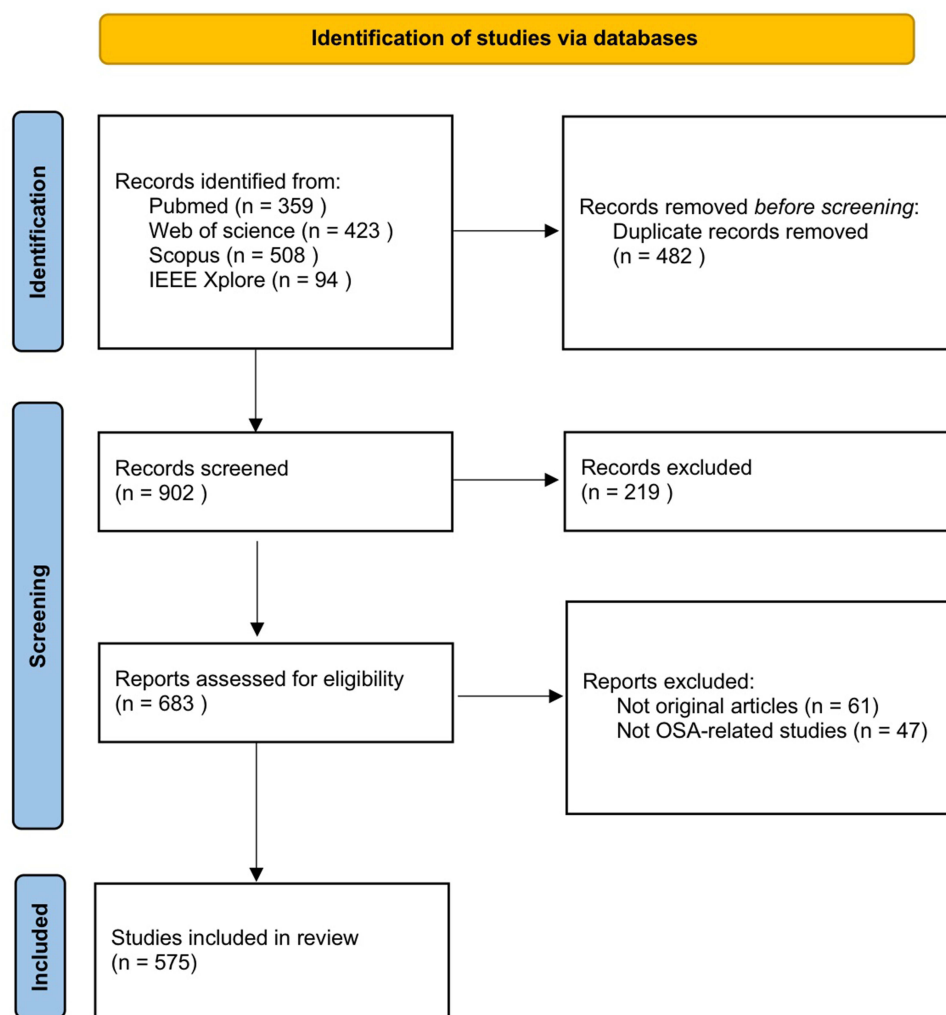 Identification of studies via databases
Identification
Records identified from:
Pubmed (n = 359 )
Web of science (n = 423 )
Scopus (n = 508 )
IEEE Xplore (n = 94 )
Records removed before screening:
Duplicate records removed
(n = 482 )
Screening
Records screened
(n = 902 )
Records excluded
(n = 219 )
Reports assessed for eligibility
(n = 683 )
Reports excluded:
Not original articles (n = 61)
Not OSA-related studies (n = 47)
Included
Studies included in review
(n = 575)